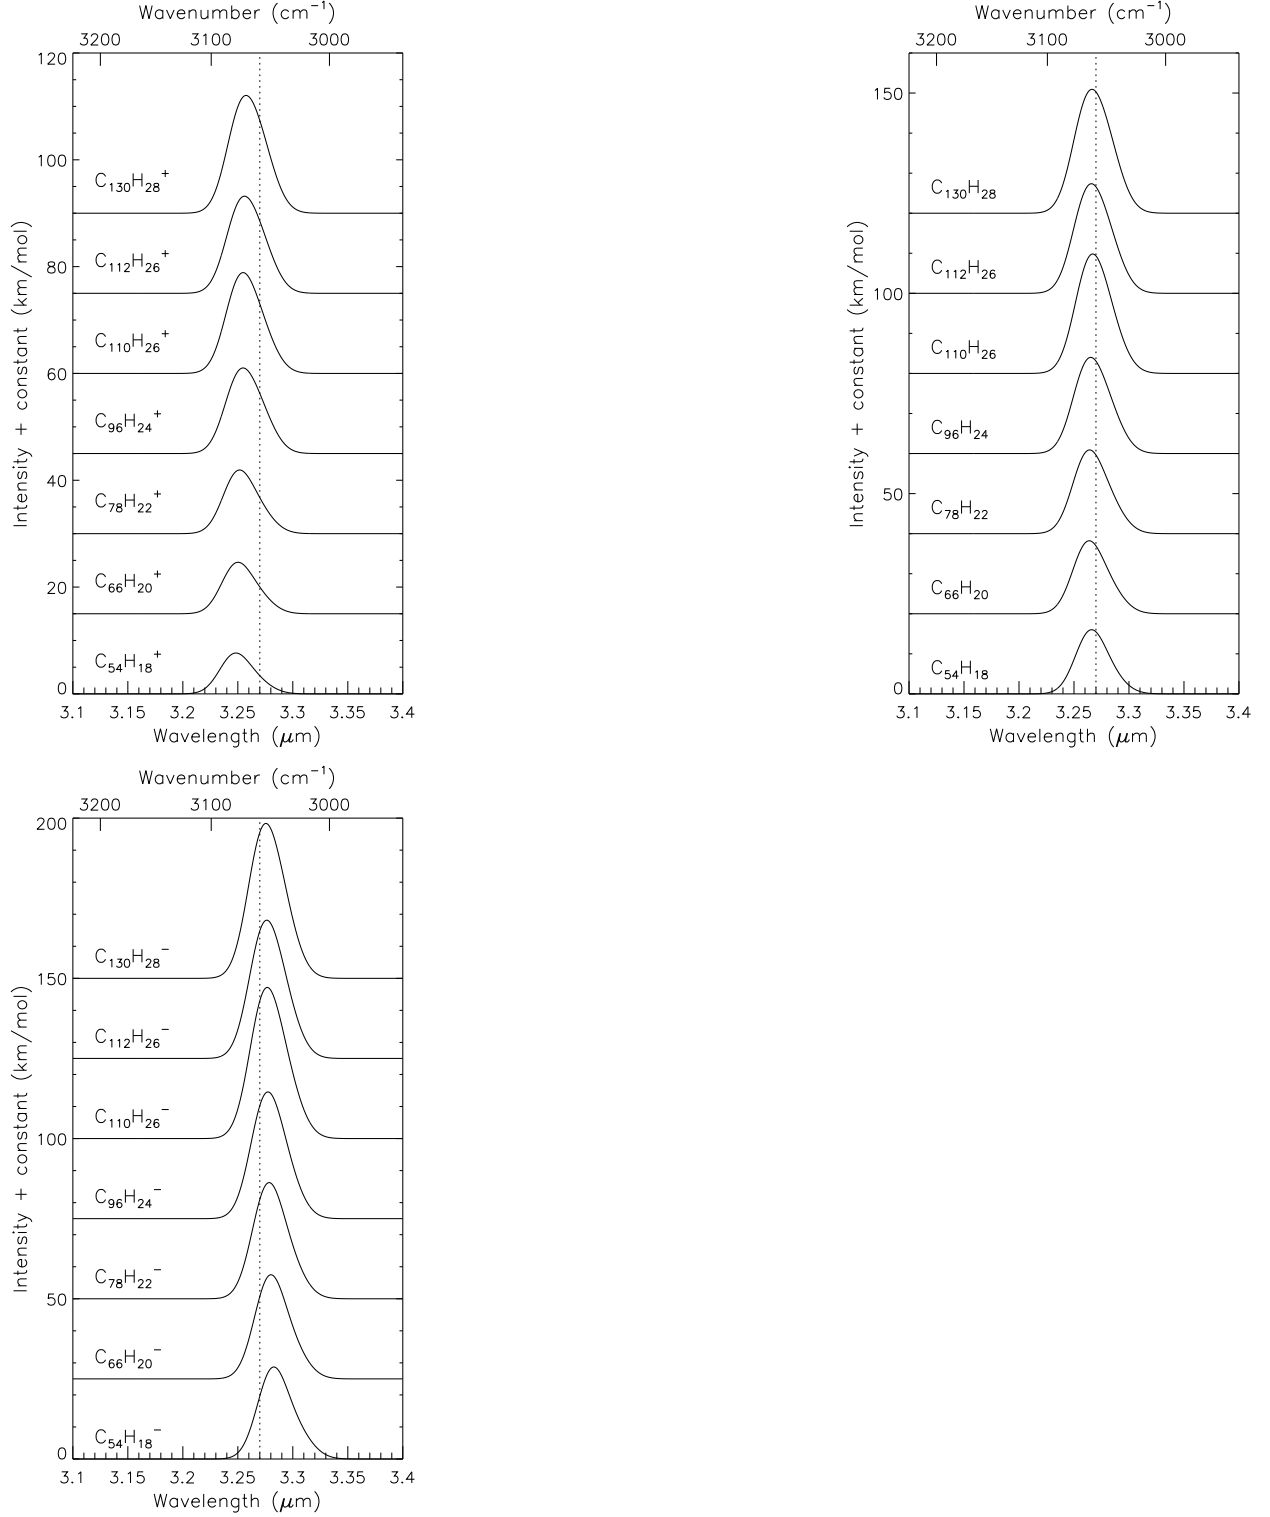 Wavenumber (cm⁻¹)
3200 3100 3000
120
100
80
60
40
20
0
Intensity + constant (km/mol)
C₁₃₀H₂₈⁺
C₁₁₂H₂₆⁺
C₁₁₀H₂₆⁺
C₉₆H₂₄⁺
C₇₈H₂₂⁺
C₆₆H₂₀⁺
C₅₄H₁₈⁺
3.1 3.15 3.2 3.25 3.3 3.35 3.4
Wavelength (μm)
Wavenumber (cm⁻¹)
3200 3100 3000
150
100
50
0
Intensity + constant (km/mol)
C₁₃₀H₂₈
C₁₁₂H₂₆
C₁₁₀H₂₆
C₉₆H₂₄
C₇₈H₂₂
C₆₆H₂₀
C₅₄H₁₈
3.1 3.15 3.2 3.25 3.3 3.35 3.4
Wavelength (μm)
Wavenumber (cm⁻¹)
3200 3100 3000
200
150
100
50
0
Intensity + constant (km/mol)
C₁₃₀H₂₈⁻
C₁₁₂H₂₆⁻
C₁₁₀H₂₆⁻
C₉₆H₂₄⁻
C₇₈H₂₂⁻
C₆₆H₂₀⁻
C₅₄H₁₈⁻
3.1 3.15 3.2 3.25 3.3 3.35 3.4
Wavelength (μm)